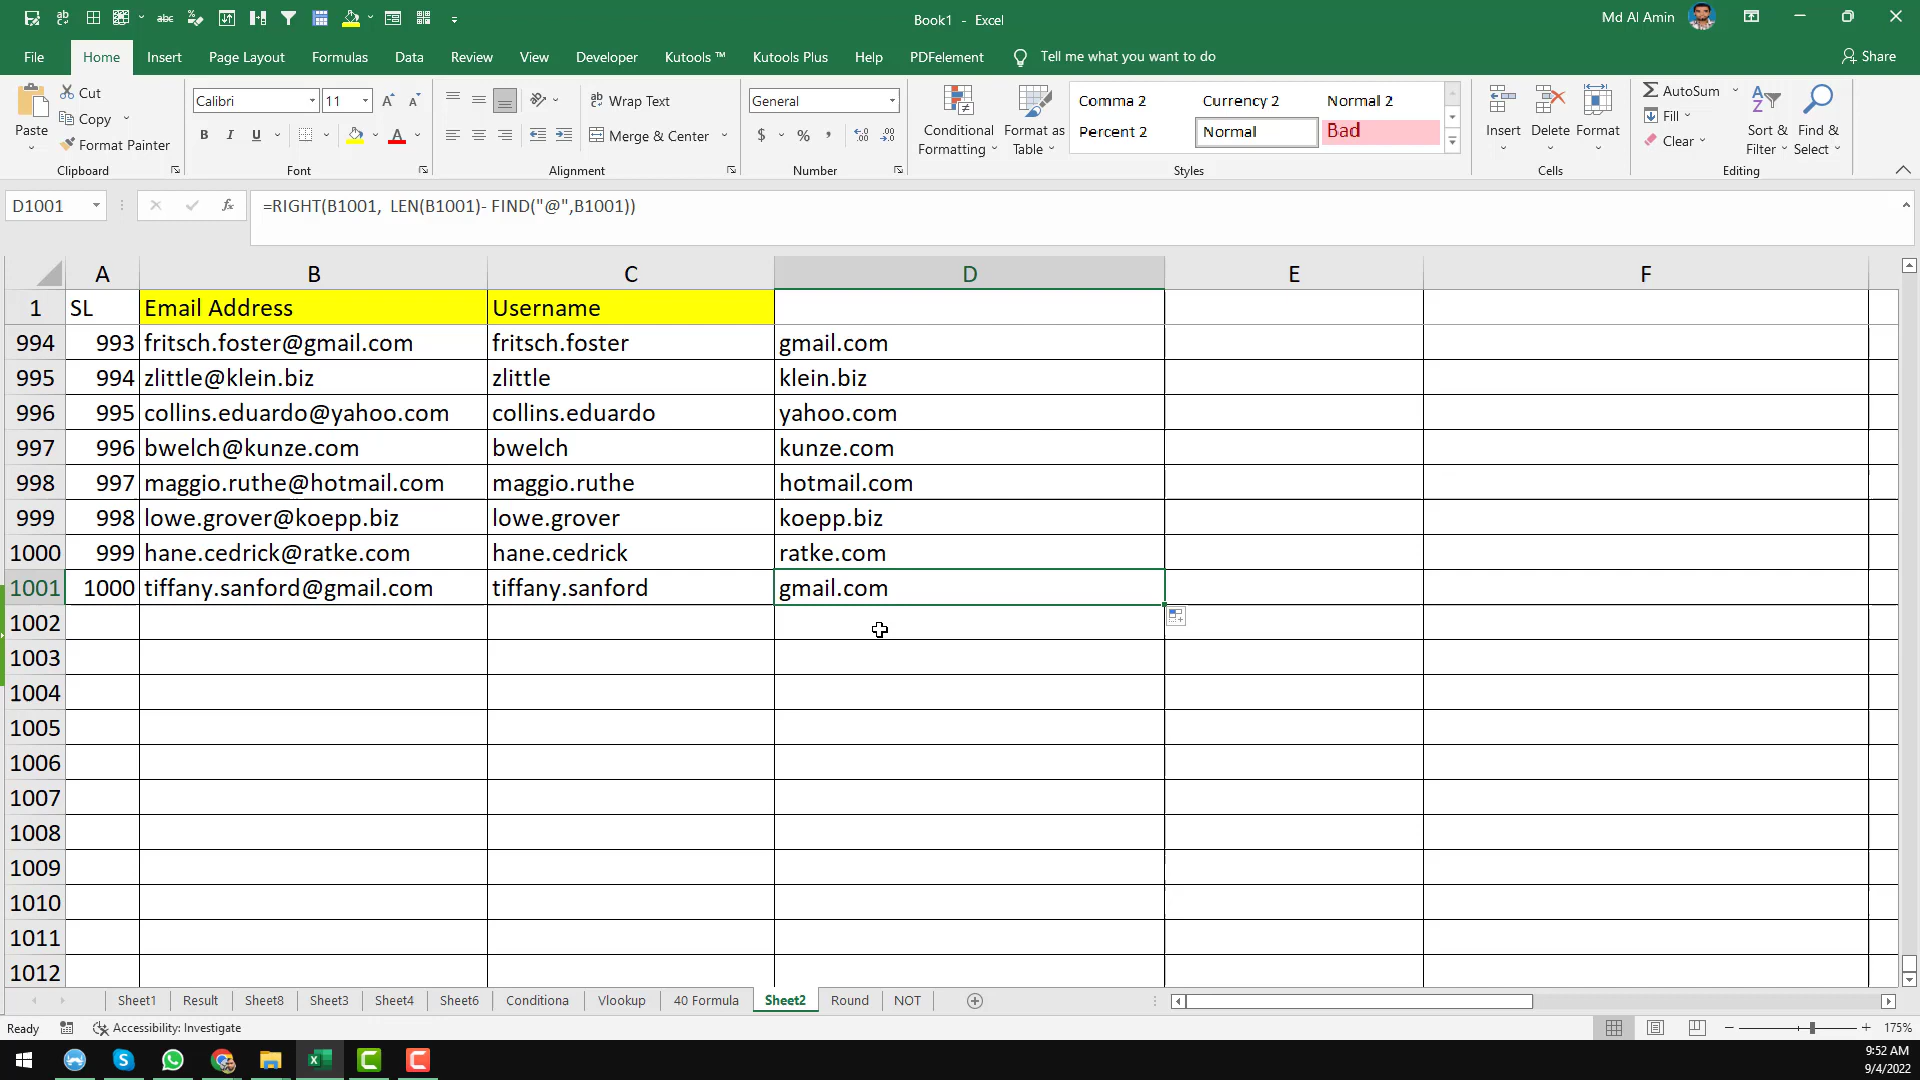 Book1 - Excel
Md Al Amin
File Home Insert Page Layout Formulas Data Review View Developer Kutools ™ Kutools Plus Help PDFelement Tell me what you want to do Share
Paste
Cut
Copy
Format Painter
Clipboard
Calibri 11
B I U
Font
Wrap Text
Merge & Center
Alignment
General
$ % ,
Number
Conditional Formatting
Format as Table
Comma 2 Currency 2 Normal 2
Percent 2 Normal Bad
Styles
Insert Delete Format
Cells
AutoSum
Fill
Clear
Sort & Filter
Find & Select
Editing
D1001 fx =RIGHT(B1001, LEN(B1001)- FIND("@",B1001))
A B C D E F
1 SL Email Address Username
994 993 fritsch.foster@gmail.com fritsch.foster gmail.com
995 994 zlittle@klein.biz zlittle klein.biz
996 995 collins.eduardo@yahoo.com collins.eduardo yahoo.com
997 996 bwelch@kunze.com bwelch kunze.com
998 997 maggio.ruthe@hotmail.com maggio.ruthe hotmail.com
999 998 lowe.grover@koepp.biz lowe.grover koepp.biz
1000 999 hane.cedrick@ratke.com hane.cedrick ratke.com
1001 1000 tiffany.sanford@gmail.com tiffany.sanford gmail.com
1002
1003
1004
1005
1006
1007
1008
1009
1010
1011
1012
Sheet1 Result Sheet8 Sheet3 Sheet4 Sheet6 Conditiona Vlookup 40 Formula Sheet2 Round NOT
Ready Accessibility: Investigate 175%
9:52 AM
9/4/2022